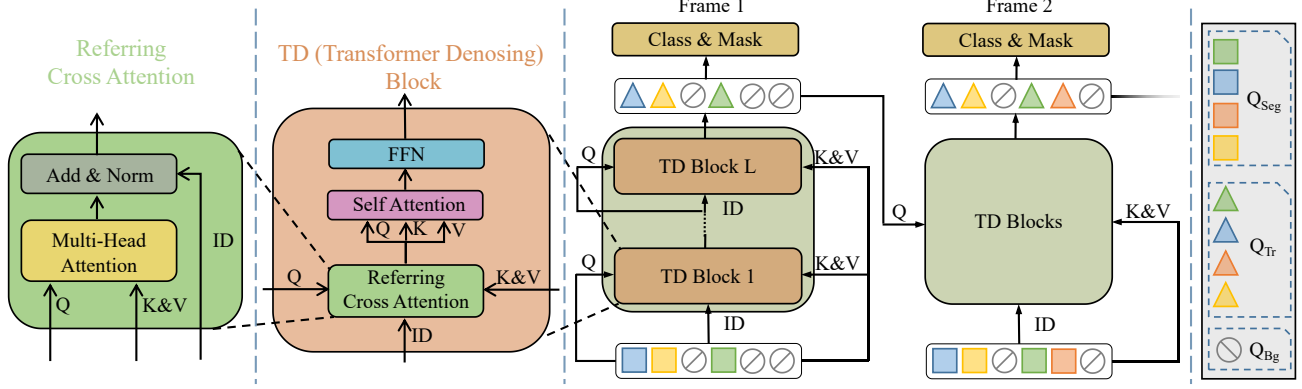 Referring
Cross Attention
Add & Norm
Multi-Head
Attention
ID
Q
K&V
TD (Transformer Denosing)
Block
FFN
Self Attention
Q
K
V
Referring
Cross Attention
Q
K&V
ID
Frame 1
Class & Mask
TD Block L
Q
K&V
ID
TD Block 1
Q
K&V
ID
Frame 2
Class & Mask
TD Blocks
Q
K&V
ID
QSeg
QTr
QBg